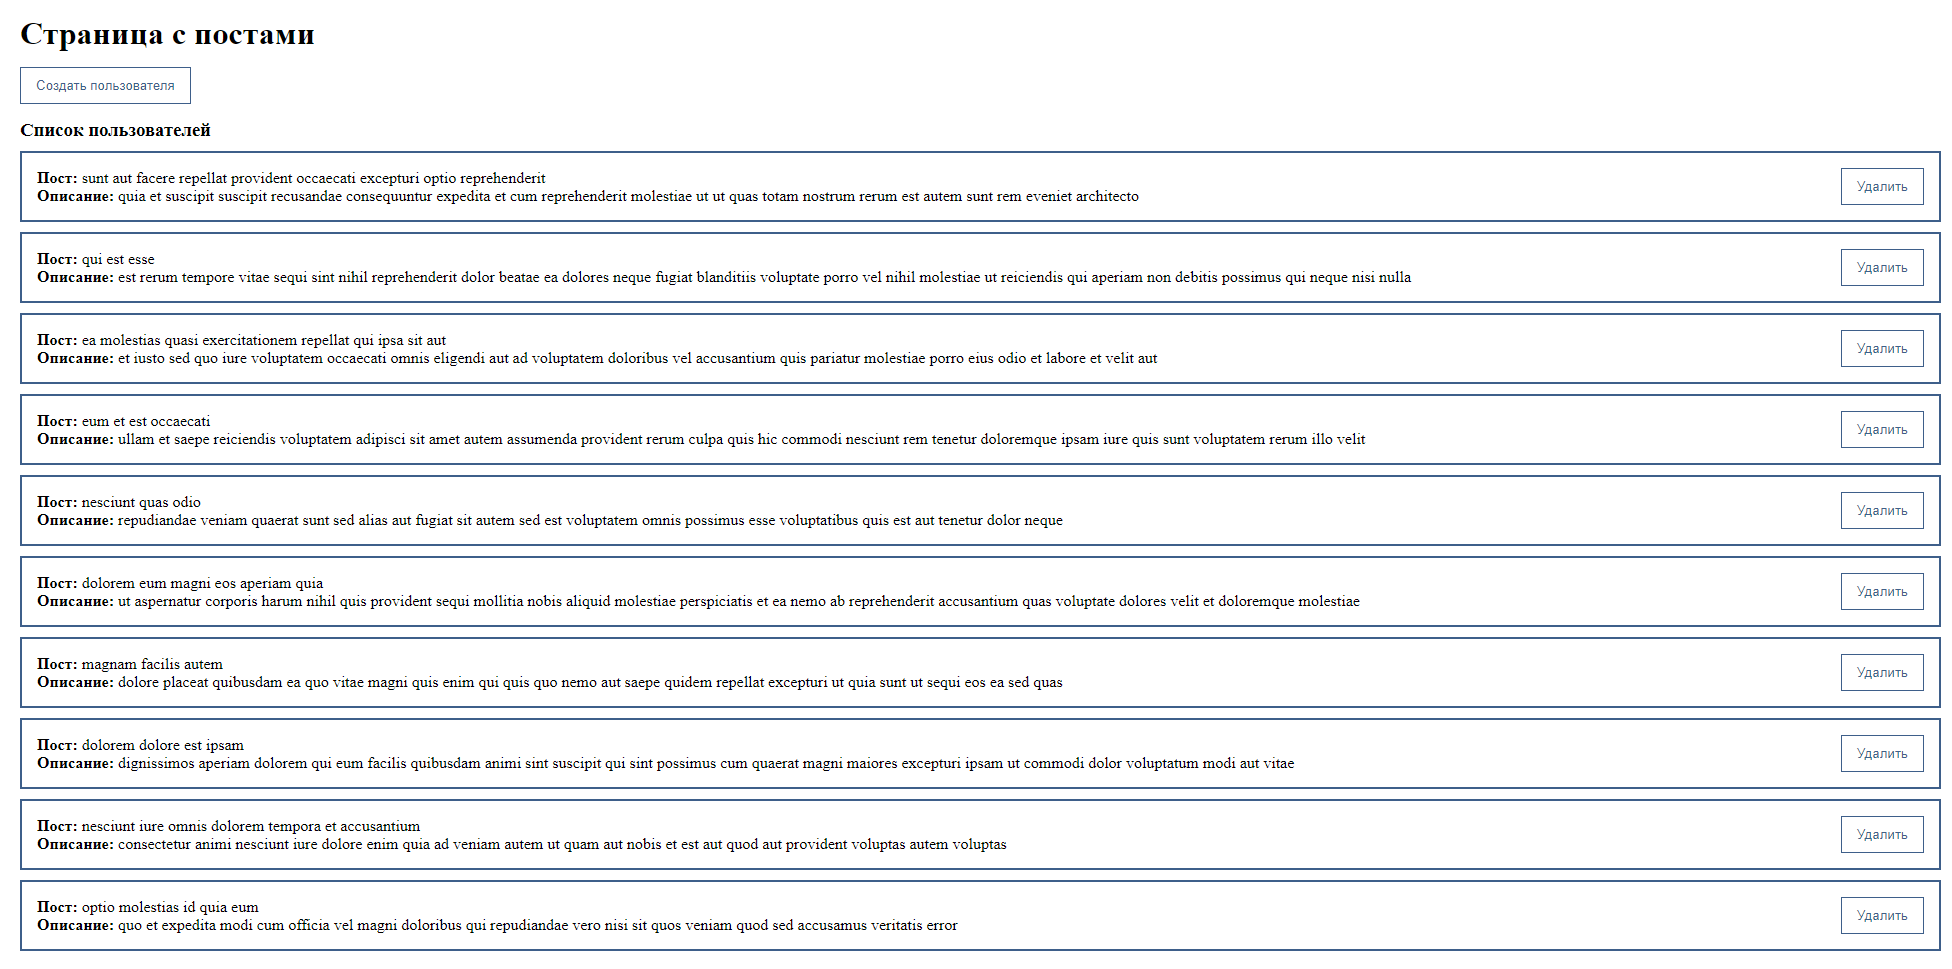 Страница с постами
Создать пользователя
Список пользователей
Пост: sunt aut facere repellat provident occaecati excepturi optio reprehenderit
Описание: quia et suscipit suscipit recusandae consequuntur expedita et cum reprehenderit molestiae ut ut quas totam nostrum rerum est autem sunt rem eveniet architecto
Удалить
Пост: qui est esse
Описание: est rerum tempore vitae sequi sint nihil reprehenderit dolor beatae ea dolores neque fugiat blanditiis voluptate porro vel nihil molestiae ut reiciendis qui aperiam non debitis possimus qui neque nisi nulla
Удалить
Пост: ea molestias quasi exercitationem repellat qui ipsa sit aut
Описание: et iusto sed quo iure voluptatem occaecati omnis eligendi aut ad voluptatem doloribus vel accusantium quis pariatur molestiae porro eius odio et labore et velit aut
Удалить
Пост: eum et est occaecati
Описание: ullam et saepe reiciendis voluptatem adipisci sit amet autem assumenda provident rerum culpa quis hic commodi nesciunt rem tenetur doloremque ipsam iure quis sunt voluptatem rerum illo velit
Удалить
Пост: nesciunt quas odio
Описание: repudiandae veniam quaerat sunt sed alias aut fugiat sit autem sed est voluptatem omnis possimus esse voluptatibus quis est aut tenetur dolor neque
Удалить
Пост: dolorem eum magni eos aperiam quia
Описание: ut aspernatur corporis harum nihil quis provident sequi mollitia nobis aliquid molestiae perspiciatis et ea nemo ab reprehenderit accusantium quas voluptate dolores velit et doloremque molestiae
Удалить
Пост: magnam facilis autem
Описание: dolore placeat quibusdam ea quo vitae magni quis enim qui quis quo nemo aut saepe quidem repellat excepturi ut quia sunt ut sequi eos ea sed quas
Удалить
Пост: dolorem dolore est ipsam
Описание: dignissimos aperiam dolorem qui eum facilis quibusdam animi sint suscipit qui sint possimus cum quaerat magni maiores excepturi ipsam ut commodi dolor voluptatum modi aut vitae
Удалить
Пост: nesciunt iure omnis dolorem tempora et accusantium
Описание: consectetur animi nesciunt iure dolore enim quia ad veniam autem ut quam aut nobis et est aut quod aut provident voluptas autem voluptas
Удалить
Пост: optio molestias id quia eum
Описание: quo et expedita modi cum officia vel magni doloribus qui repudiandae vero nisi sit quos veniam quod sed accusamus veritatis error
Удалить